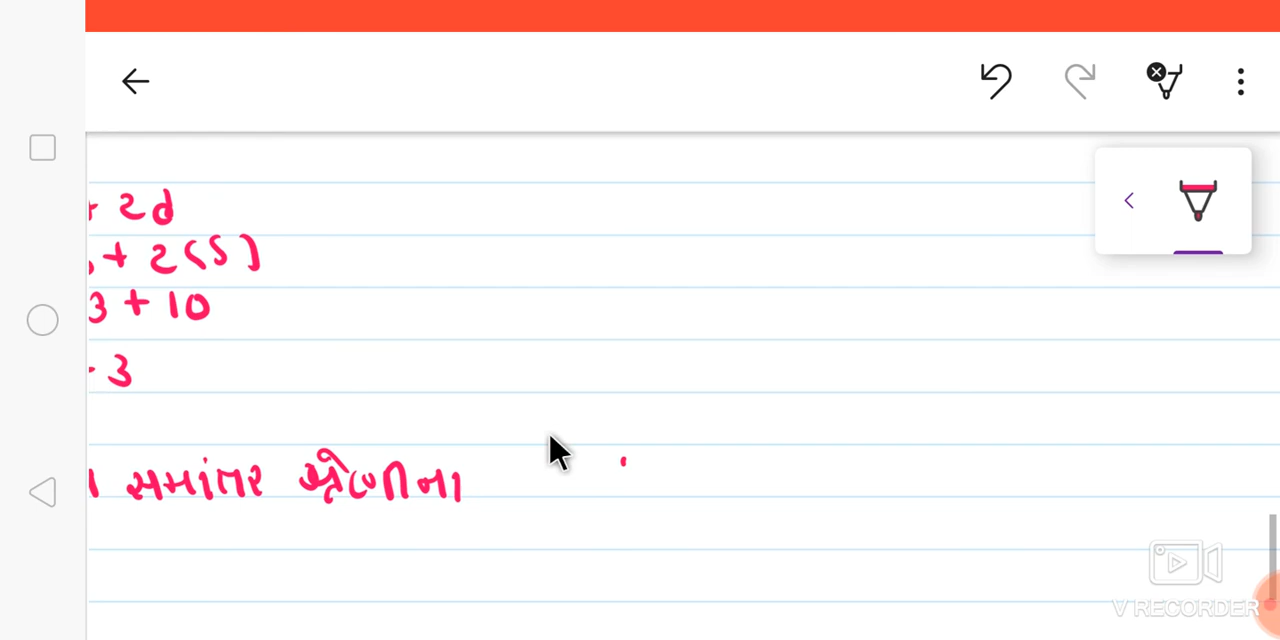 + 2d
+ 2(5)
3 + 10
3
સમાંતર શ્રેણીના
V RECORDER